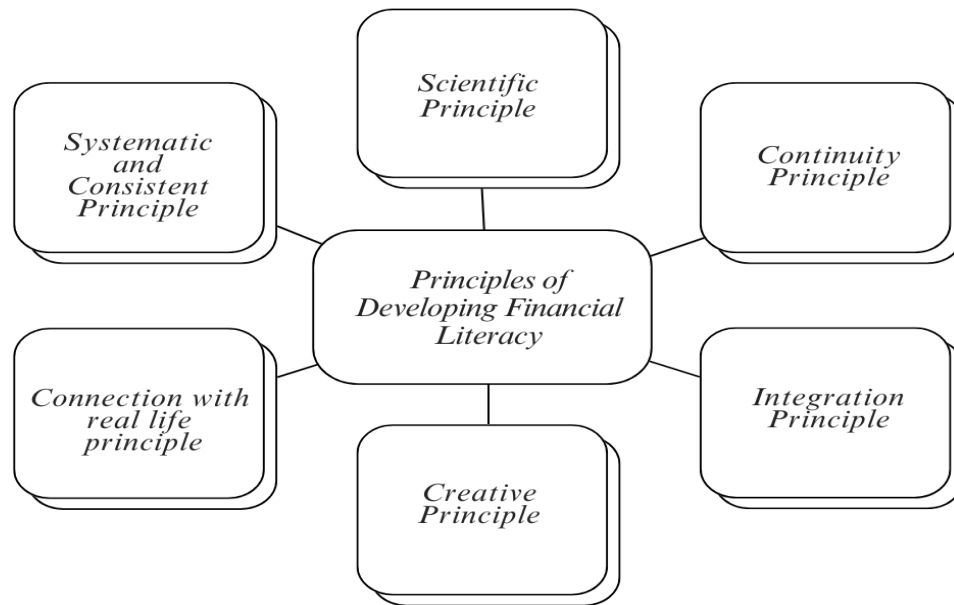 Scientific
Principle
Systematic
and
Consistent
Principle
Continuity
Principle
Principles of
Developing Financial
Literacy
Connection with
real life
principle
Integration
Principle
Creative
Principle